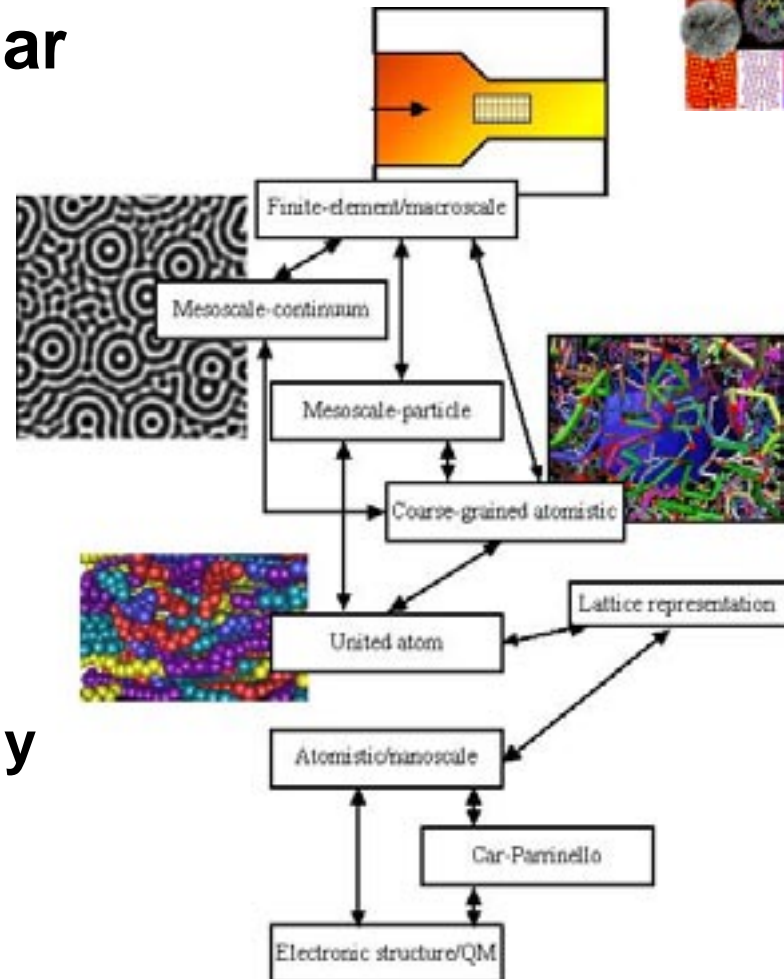 ar
Finite-element/macroscale
Mesoscale-continuum
Mesoscale-particle
Coarse-grained atomistic
Lattice representation
United atom
y
Atomistic/nanoscale
Car-Parrinello
Electronic structure/QM